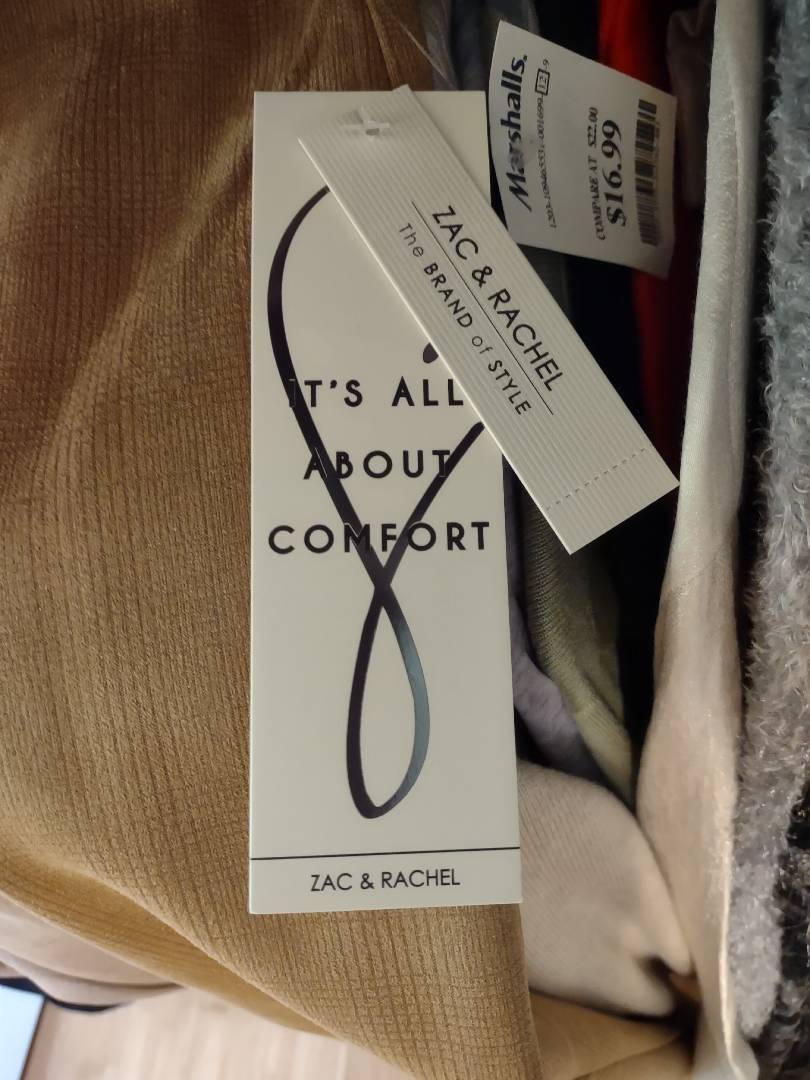 Marshalls.
COMPARE AT $22.00
$16.99
ZAC & RACHEL
The BRAND of STYLE
IT'S ALL
ABOUT
COMFORT
ZAC & RACHEL